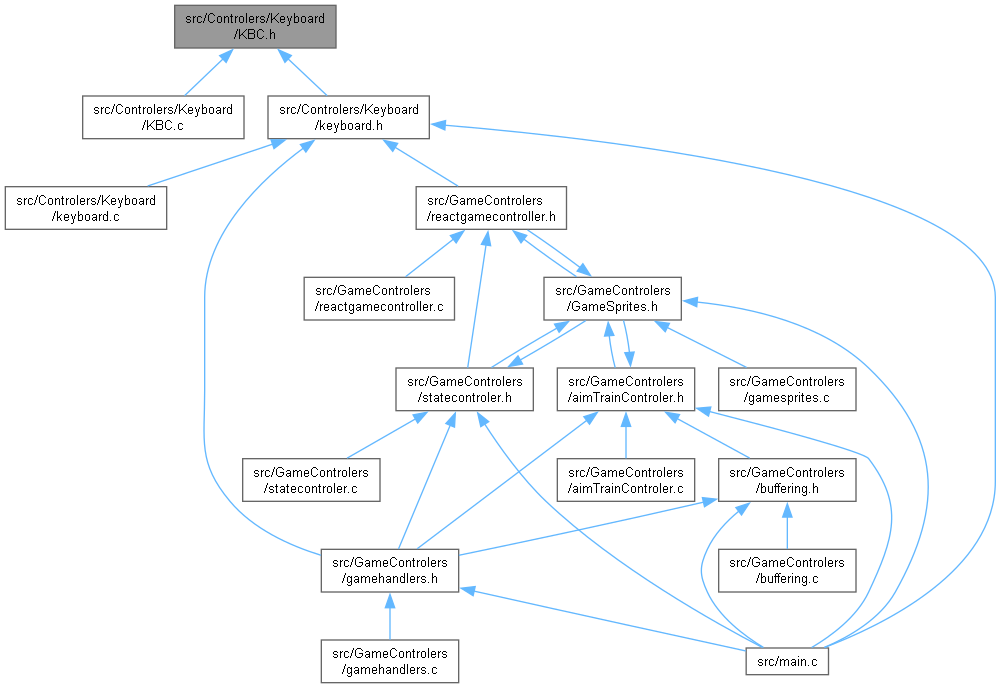 src/Controlers/Keyboard
/KBC.h
src/Controlers/Keyboard
/KBC.c
src/Controlers/Keyboard
/keyboard.h
src/Controlers/Keyboard
/keyboard.c
src/GameControlers
/reactgamecontroller.h
src/GameControlers
/reactgamecontroller.c
src/GameControlers
/GameSprites.h
src/GameControlers
/statecontroler.h
src/GameControlers
/aimTrainControler.h
src/GameControlers
/gamesprites.c
src/GameControlers
/statecontroler.c
src/GameControlers
/aimTrainControler.c
src/GameControlers
/buffering.h
src/GameControlers
/gamehandlers.h
src/GameControlers
/buffering.c
src/GameControlers
/gamehandlers.c
src/main.c